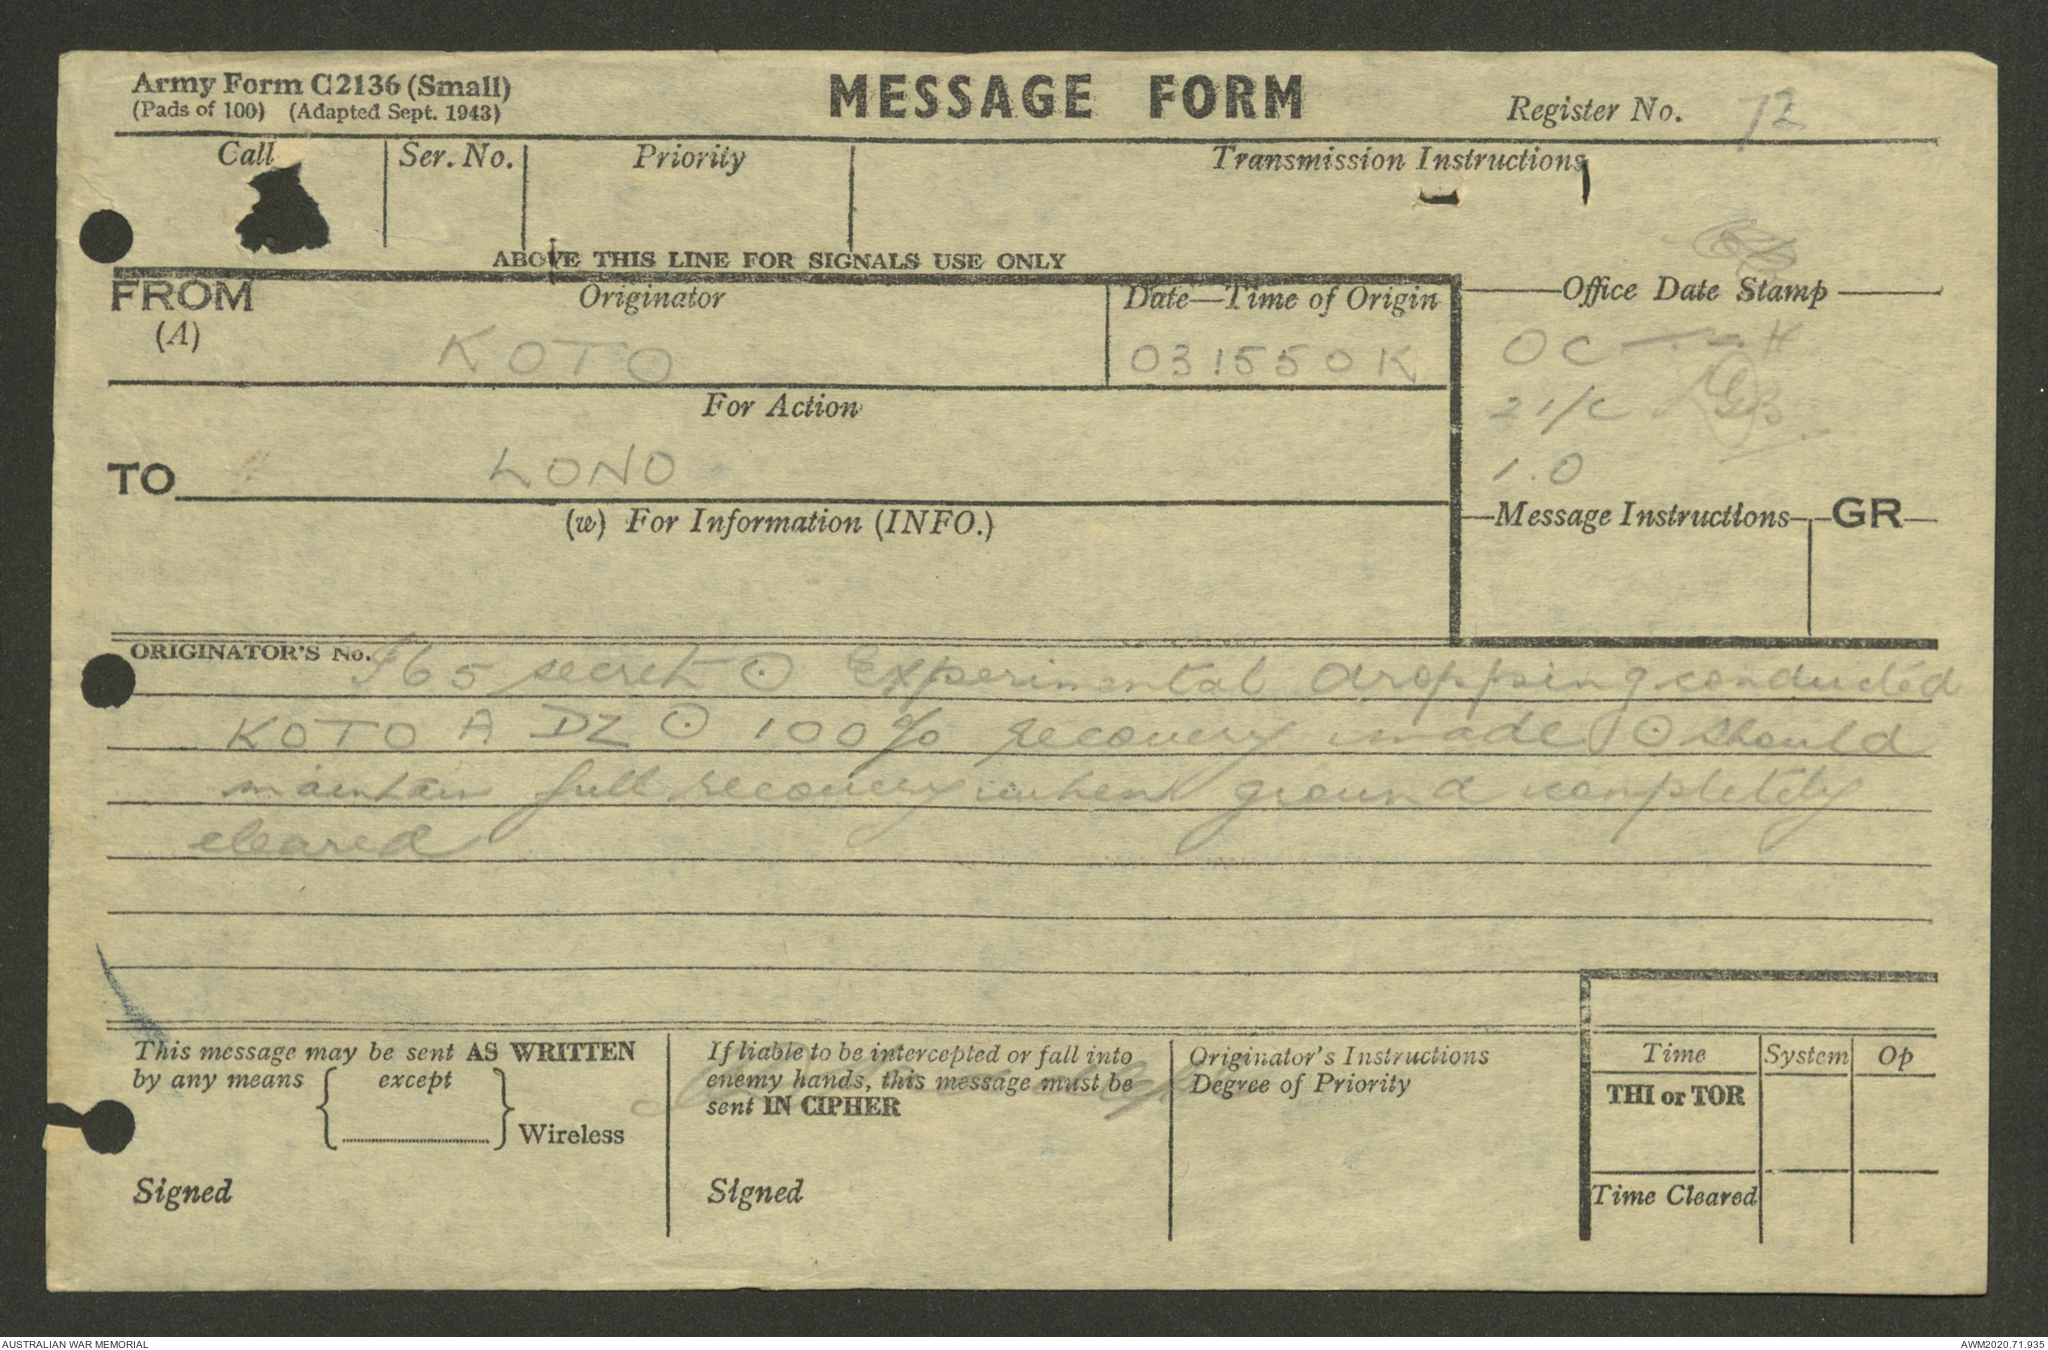 Army Form C2136 (Small)
(Pads of 100) (Adapted Sept. 1943)
MESSAGE FORM
Register No. 72
Call
Ser. No.
Priority
Transmission Instructions
ABOVE THIS LINE FOR SIGNALS USE ONLY
FROM
(A)
Originator
KOTO
Date—Time of Origin
031550K
Office Date Stamp
OC
2 I/C
I.O
For Action
TO
LONO
(w) For Information (INFO.)
Message Instructions
GR
ORIGINATOR'S No.
secret ⊙ Experimental dropping conducted
KOTO A DZ ⊙ 100% recovery made ⊙ should
maintain full recovery when ground completily
cleared
This message may be sent AS WRITTEN
by any means { except
} Wireless
Signed
If liable to be intercepted or fall into
enemy hands, this message must be
sent IN CIPHER
Signed
Originator's Instructions
Degree of Priority
Time
System
Op
THI or TOR
Time Cleared
AUSTRALIAN WAR MEMORIAL
AWM2020.71.935